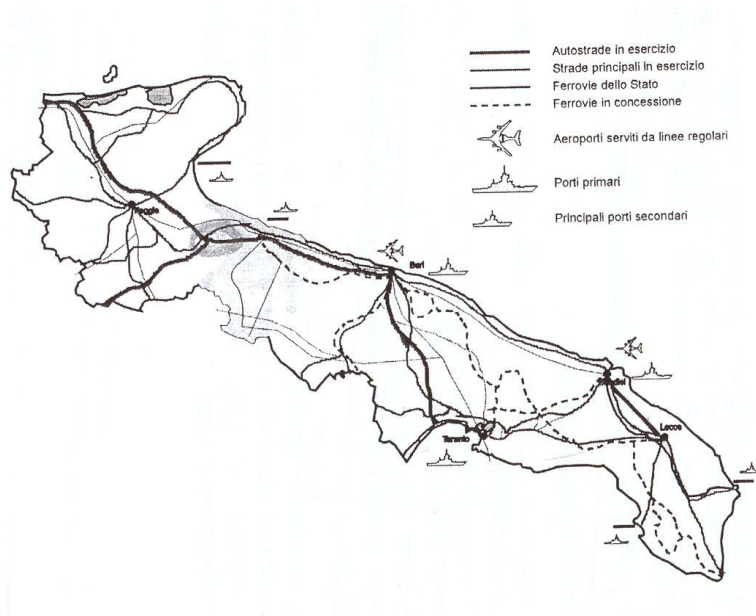 Autostrade in esercizio
Strade principali in esercizio
Ferrovie dello Stato
Ferrovie in concessione
Aeroporti serviti da linee regolari
Porti primari
Principali porti secondari
Foggia
Bari
Brindisi
Lecce
Taranto